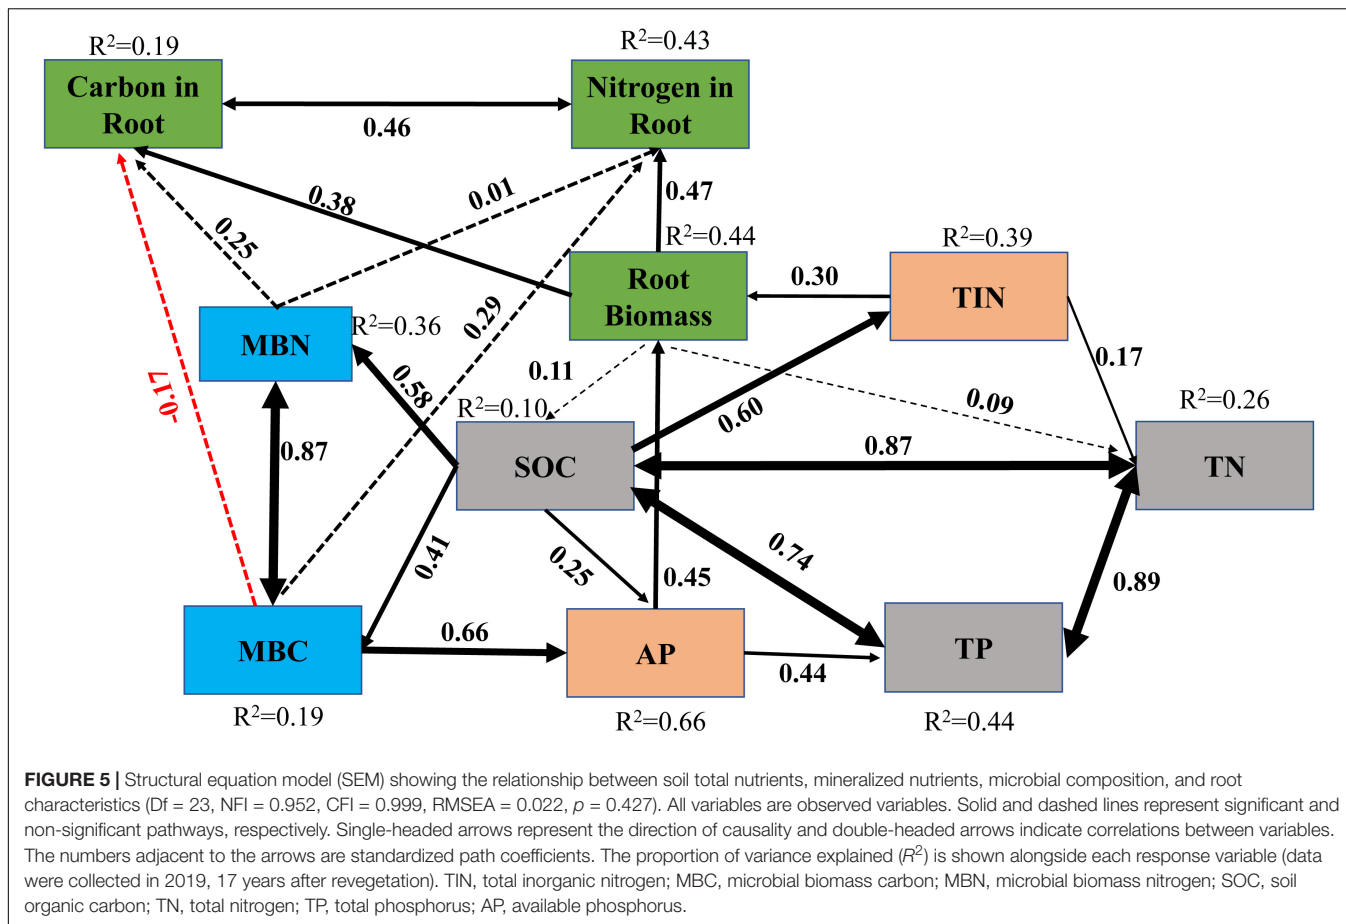 R²=0.19
R²=0.43
Carbon in
Root
Nitrogen in
Root
0.46
0.38
0.01
0.47
0.25
R²=0.44
R²=0.39
Root
Biomass
0.30
TIN
0.29
MBN
R²=0.36
0.17
-0.17
0.58
0.11
0.09
R²=0.10
0.60
R²=0.26
0.87
SOC
0.87
TN
0.41
0.25
0.74
0.45
0.89
MBC
0.66
AP
0.44
TP
R²=0.19
R²=0.66
R²=0.44
FIGURE 5 | Structural equation model (SEM) showing the relationship between soil total nutrients, mineralized nutrients, microbial composition, and root
characteristics (Df = 23, NFI = 0.952, CFI = 0.999, RMSEA = 0.022, p = 0.427). All variables are observed variables. Solid and dashed lines represent significant and
non-significant pathways, respectively. Single-headed arrows represent the direction of causality and double-headed arrows indicate correlations between variables.
The numbers adjacent to the arrows are standardized path coefficients. The proportion of variance explained (R²) is shown alongside each response variable (data
were collected in 2019, 17 years after revegetation). TIN, total inorganic nitrogen; MBC, microbial biomass carbon; MBN, microbial biomass nitrogen; SOC, soil
organic carbon; TN, total nitrogen; TP, total phosphorus; AP, available phosphorus.